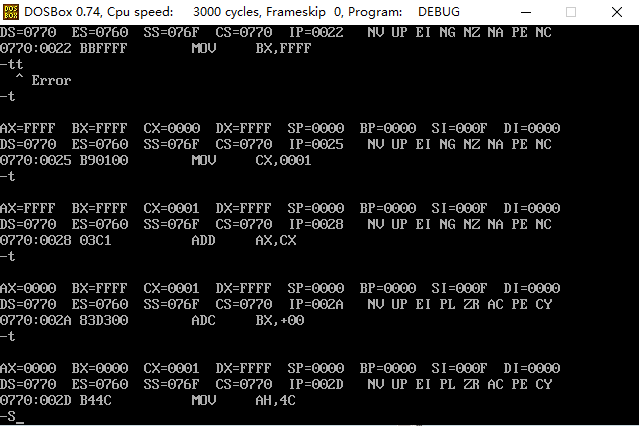 DOSBox 0.74, Cpu speed:    3000 cycles, Frameskip  0, Program:    DEBUG
DS=0770  ES=0760  SS=076F  CS=0770  IP=0022   NV UP EI NG NZ NA PE NC
0770:0022 BBFFFF        MOV     BX,FFFF
-tt
  ^ Error
-t
AX=FFFF  BX=FFFF  CX=0000  DX=FFFF  SP=0000  BP=0000  SI=000F  DI=0000
DS=0770  ES=0760  SS=076F  CS=0770  IP=0025   NV UP EI NG NZ NA PE NC
0770:0025 B90100        MOV     CX,0001
-t
AX=FFFF  BX=FFFF  CX=0001  DX=FFFF  SP=0000  BP=0000  SI=000F  DI=0000
DS=0770  ES=0760  SS=076F  CS=0770  IP=0028   NV UP EI NG NZ NA PE NC
0770:0028 03C1          ADD     AX,CX
-t
AX=0000  BX=FFFF  CX=0001  DX=FFFF  SP=0000  BP=0000  SI=000F  DI=0000
DS=0770  ES=0760  SS=076F  CS=0770  IP=002A   NV UP EI PL ZR AC PE CY
0770:002A 83D300        ADC     BX,+00
-t
AX=0000  BX=0000  CX=0001  DX=FFFF  SP=0000  BP=0000  SI=000F  DI=0000
DS=0770  ES=0760  SS=076F  CS=0770  IP=002D   NV UP EI PL ZR AC PE CY
0770:002D B44C          MOV     AH,4C
-S_